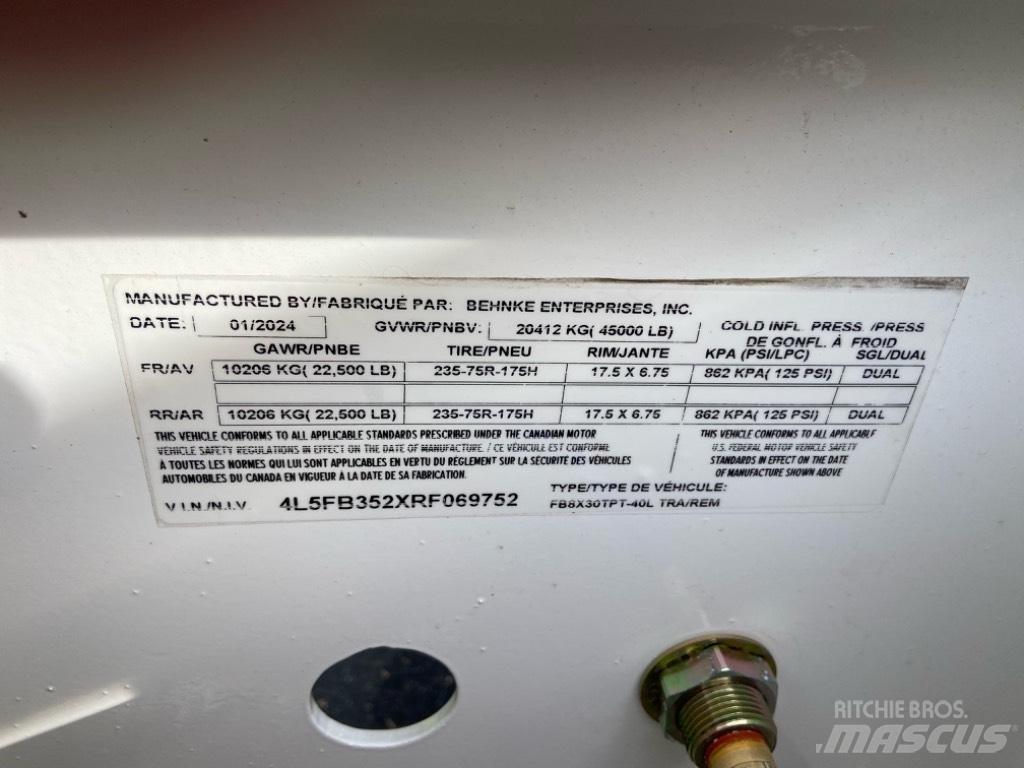 MANUFACTURED BY/FABRIQUÉ PAR: BEHNKE ENTERPRISES, INC.
DATE: 01/2024 GVWR/PNBV: 20412 KG( 45000 LB) COLD INFL. PRESS. /PRESS
DE GONFL. À FROID
GAWR/PNBE TIRE/PNEU RIM/JANTE KPA (PSI/LPC) SGL/DUAL
FR/AV 10206 KG( 22,500 LB) 235-75R-175H 17.5 X 6.75 862 KPA( 125 PSI) DUAL
RR/AR 10206 KG( 22,500 LB) 235-75R-175H 17.5 X 6.75 862 KPA( 125 PSI) DUAL
THIS VEHICLE CONFORMS TO ALL APPLICABLE STANDARDS PRESCRIBED UNDER THE CANADIAN MOTOR
VEHICLE SAFETY REGULATIONS IN EFFECT ON THE DATE OF MANUFACTURE. / CE VÉHICULE EST CONFORME
À TOUTES LES NORMES QUI LUI SONT APPLICABLES EN VERTU DU RÈGLEMENT SUR LA SÉCURITÉ DES VÉHICULES
AUTOMOBILES DU CANADA EN VIGUEUR À LA DATE DE SA FABRICATION.
THIS VEHICLE CONFORMS TO ALL APPLICABLE
U.S. FEDERAL MOTOR VEHICLE SAFETY
STANDARDS IN EFFECT ON THE DATE
OF MANUFACTURE SHOWN ABOVE
V.I.N./N.I.V. 4L5FB352XRF069752
TYPE/TYPE DE VÉHICULE:
FB8X30TPT-40L TRA/REM
RITCHIE BROS.
MASCUS